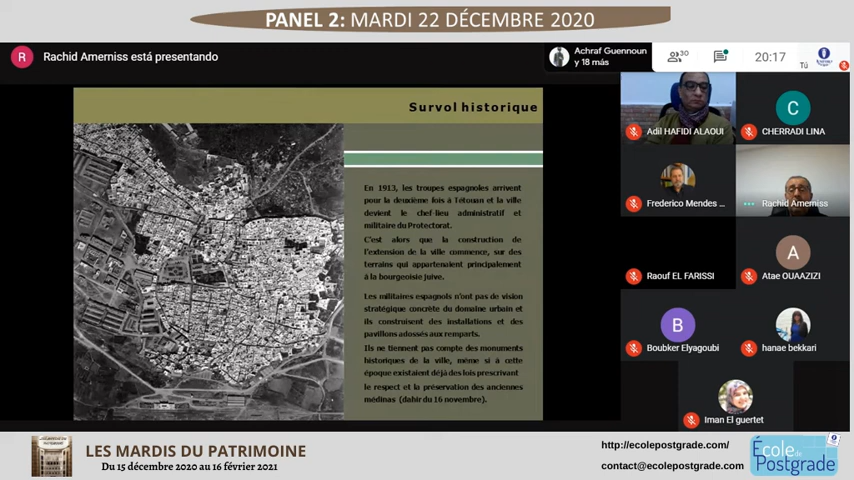 PANEL 2: MARDI 22 DÉCEMBRE 2020
R
Rachid Amerniss está presentando
Achraf Guennoun
y 18 más
30
20:17
Tú
Survol historique
En 1913, les troupes espagnoles arrivent
pour la deuxième fois à Tétouan et la ville
devient le chef-lieu administratif et
militaire du Protectorat.
C'est alors que la construction de
l'extension de la ville commence, sur des
terrains qui appartenaient principalement
à la bourgeoisie juive.
Les militaires espagnols n'ont pas de vision
stratégique concrète du domaine urbain et
ils construisent des installations et des
pavillons adossés aux remparts.
Ils ne tiennent pas compte des monuments
historiques de la ville, même si à cette
époque existaient déjà des lois prescrivant
le respect et la préservation des anciennes
médinas (dahir du 16 novembre).
Adil HAFIDI ALAOUI
C
CHERRADI LINA
Frederico Mendes ...
Rachid Amerniss
Raouf EL FARISSI
A
Atae OUAAZIZI
B
Boubker Elyagoubi
hanae bekkari
Iman El guertet
LES MARDIS DU PATRIMOINE
Du 15 décembre 2020 au 16 février 2021
http://ecolepostgrade.com/
contact@ecolepostgrade.com
École de
Postgrade